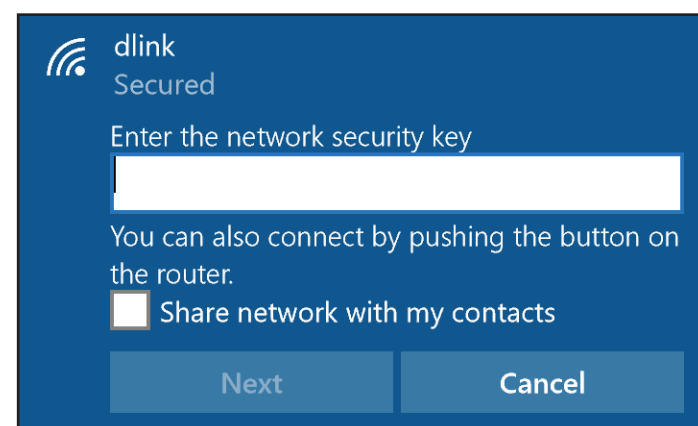 dlink
Secured
Enter the network security key
You can also connect by pushing the button on
the router.
Share network with my contacts
Next
Cancel